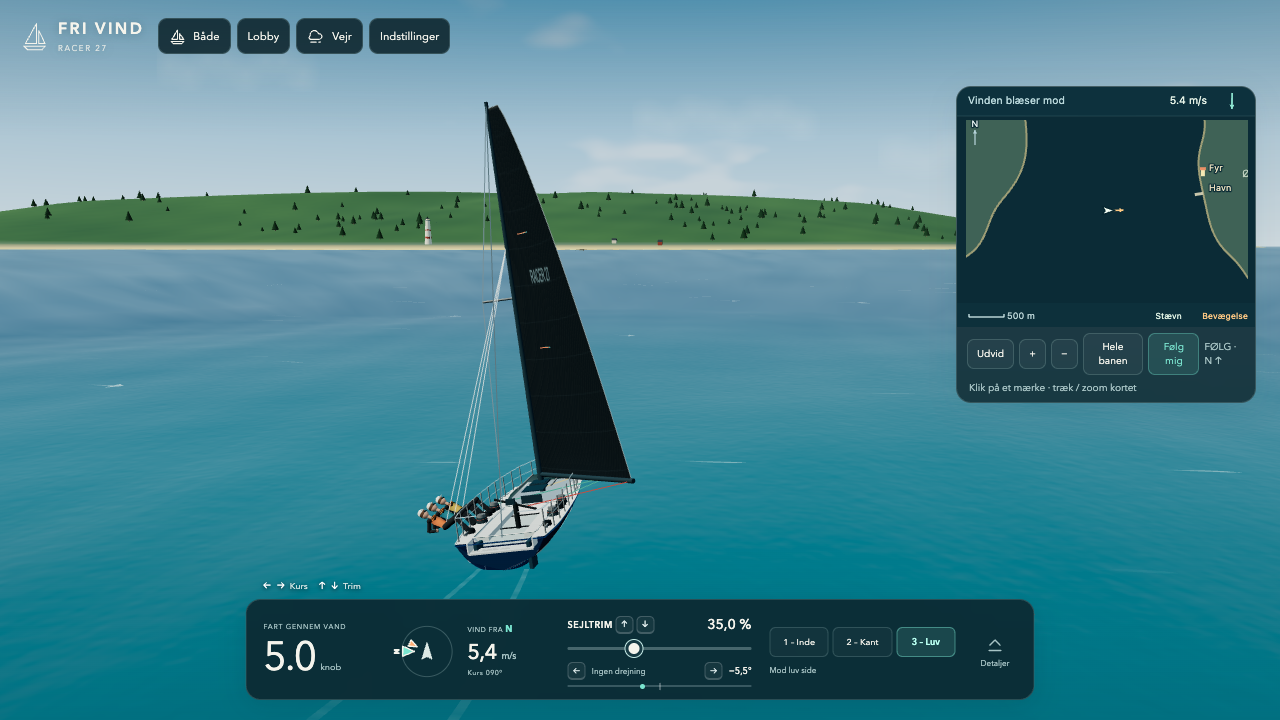 FRI VIND
RACER 27
Både
Lobby
Vejr
Indstillinger
Vinden blæser mod
5.4 m/s
N
Fyr
Havn
500 m
Stævn
Bevægelse
Udvid
+
−
Hele
banen
Følg
mig
FØLG ·
N ↑
Klik på et mærke · træk / zoom kortet
RACER 27
← → Kurs ↑ ↓ Trim
FART GENNEM VAND
5.0 knob
N
VIND FRA N
5,4 m/s
Kurs 090°
SEJLTRIM ↑ ↓ 35,0 %
← Ingen drejning → −5,5°
1 – Inde
2 – Kant
3 – Luv
Mod luv side
Detaljer